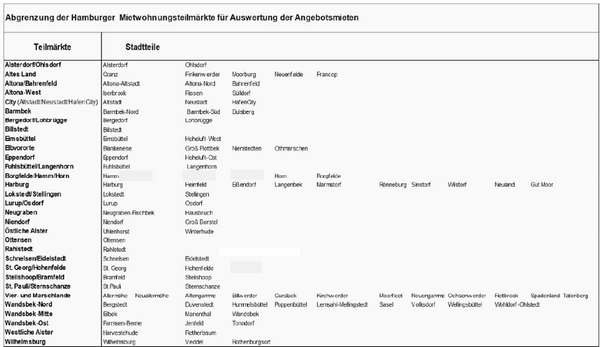 Abgrenzung der Hamburger Mietwohnungsteilmärkte für Auswertung der Angebotsmieten
Teilmärkte Stadtteile
Alsterdorf/Ohlsdorf Alsterdorf Ohlsdorf
Altes Land Cranz Finkenwerder Moorburg Neuenfelde Francop
Altona/Bahrenfeld Altona-Altstadt Altona-Nord Bahrenfeld
Altona-West Iserbrook Rissen Sülldorf
City (Altstadt/Neustadt/HafenCity) Altstadt Neustadt HafenCity
Barmbek Barmbek-Nord Barmbek-Süd Dulsberg
Bergedorf/Lohbrügge Bergedorf Lohbrügge
Billstedt Billstedt
Eimsbüttel Eimsbüttel Hoheluft-West
Elbvororte Blankenese Groß Flottbek Nienstedten Othmarschen
Eppendorf Eppendorf Hoheluft-Ost
Fuhlsbüttel/Langenhorn Fuhlsbüttel Langenhorn
Borgfelde/Hamm/Horn Hamm Horn Borgfelde
Harburg Harburg Heimfeld Eißendorf Langenbek Marmstorf Rönneburg Sinstorf Wilstorf Neuland Gut Moor
Lokstedt/Stellingen Lokstedt Stellingen
Lurup/Osdorf Lurup Osdorf
Neugraben Neugraben-Fischbek Hausbruch
Niendorf Niendorf Groß Borstel
Östliche Alster Uhlenhorst Winterhude
Ottensen Ottensen
Rahlstedt Rahlstedt
Schnelsen/Eidelstedt Schnelsen Eidelstedt
St. Georg/Hohenfelde St. Georg Hohenfelde
Steilshoop/Bramfeld Bramfeld Steilshoop
St. Pauli/Sternschanze St.Pauli Sternschanze
Vier- und Marschlande Allermöhe Neuallermöhe Altengamme Billwerder Curslack Kirchwerder Moorfleet Neuengamme Ochsenwerder Reitbrook Spadenland Tatenberg
Wandsbek-Nord Bergstedt Duvenstedt Hummelsbüttel Poppenbüttel Lemsahl-Mellingstedt Sasel Volksdorf Wellingsbüttel Wohldorf-Ohlstedt
Wandsbek-Mitte Eilbek Marienthal Wandsbek
Wandsbek-Ost Farmsen-Berne Jenfeld Tonndorf
Westliche Alster Harvestehude Rotherbaum
Wilhelmsburg Wilhelmsburg Veddel Rothenburgsort